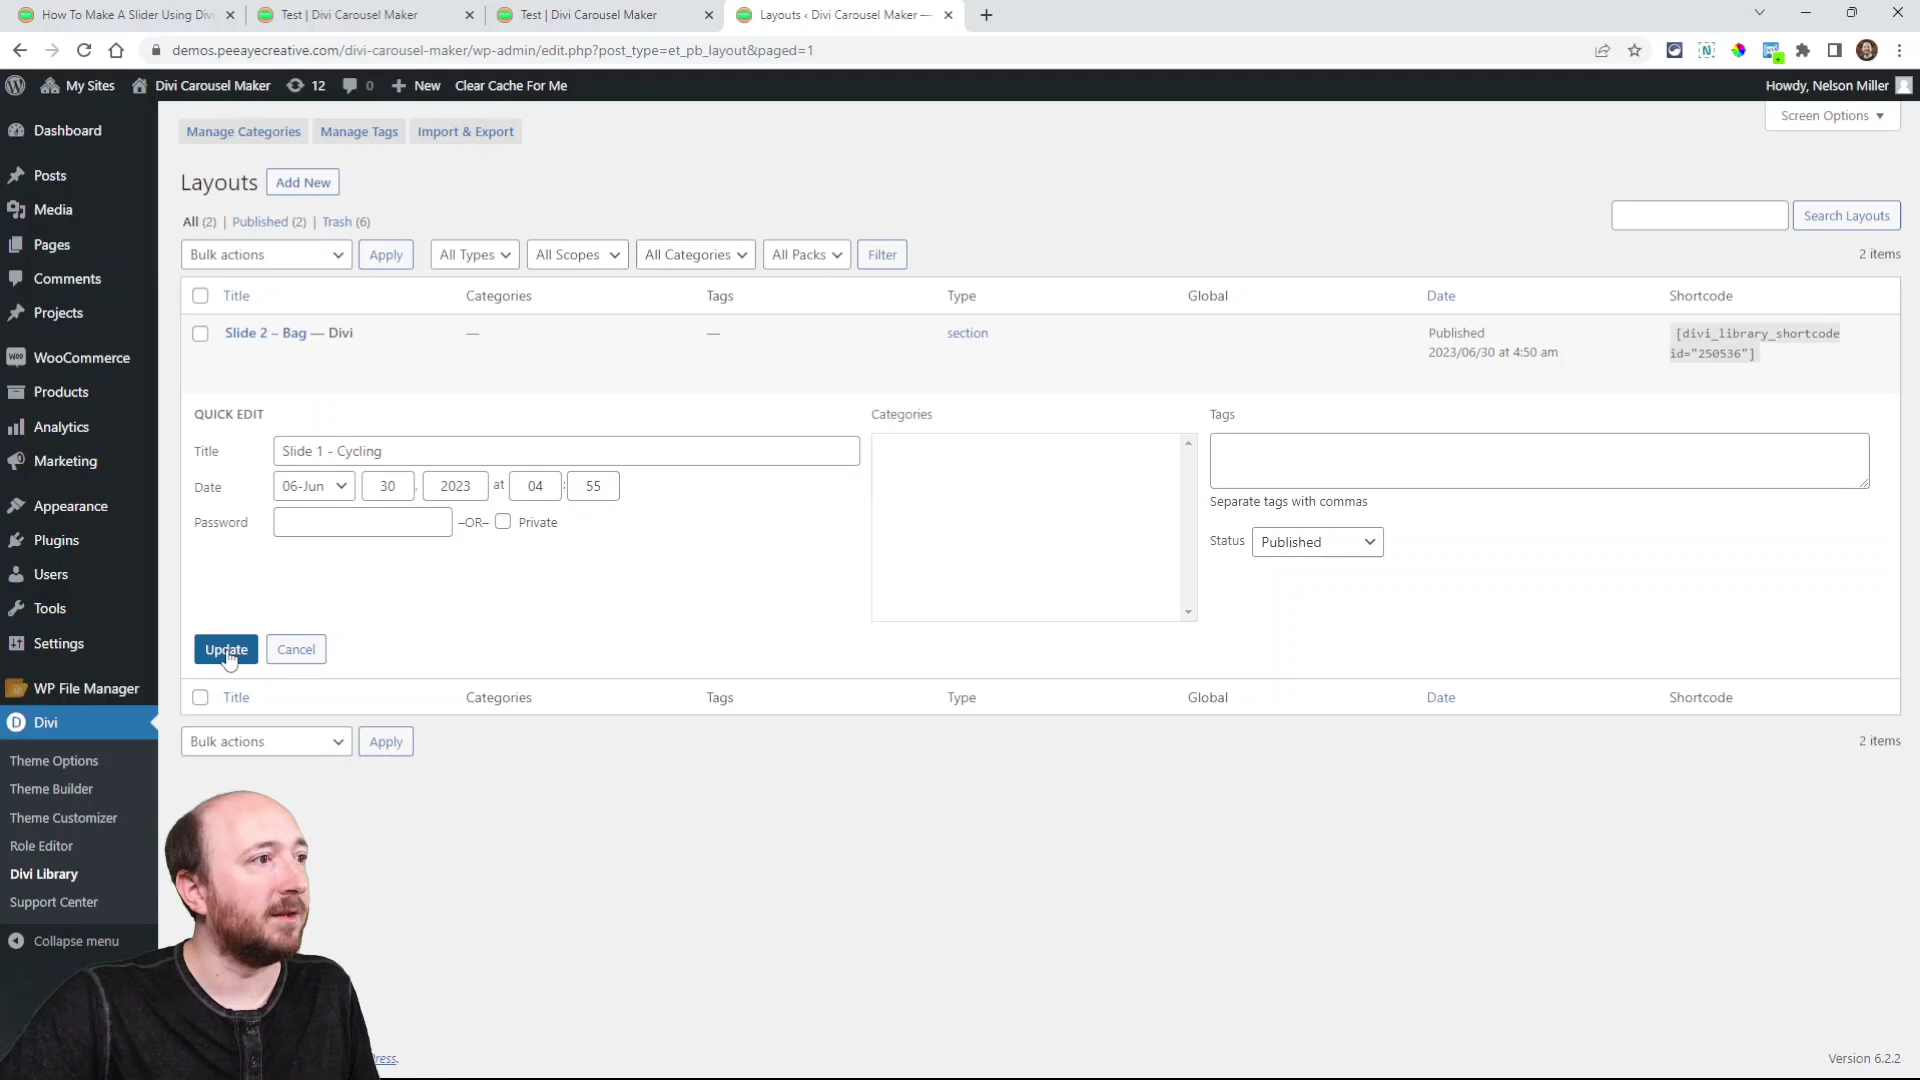 How To Make A Slider Using Div
Test | Divi Carousel Maker
Test | Divi Carousel Maker
Layouts ‹ Divi Carousel Maker —
demos.peeayecreative.com/divi-carousel-maker/wp-admin/edit.php?post_type=et_pb_layout&paged=1
My Sites
Divi Carousel Maker
12
0
New
Clear Cache For Me
Howdy, Nelson Miller
Dashboard
Posts
Media
Pages
Comments
Projects
WooCommerce
Products
Analytics
Marketing
Appearance
Plugins
Users
Tools
Settings
WP File Manager
Divi
Theme Options
Theme Builder
Theme Customizer
Role Editor
Divi Library
Support Center
Collapse menu
Manage Categories
Manage Tags
Import & Export
Screen Options
Layouts
Add New
All (2) | Published (2) | Trash (6)
Search Layouts
Bulk actions
Apply
All Types
All Scopes
All Categories
All Packs
Filter
2 items
Title Categories Tags Type Global Date Shortcode
Slide 2 – Bag — Divi — — section Published
2023/06/30 at 4:50 am
[divi_library_shortcode
id="250536"]
QUICK EDIT
Title Slide 1 - Cycling
Date 06-Jun 30 , 2023 at 04 : 55
Password –OR– Private
Categories
Tags
Separate tags with commas
Status Published
Update
Cancel
Title Categories Tags Type Global Date Shortcode
Bulk actions
Apply
2 items
Version 6.2.2